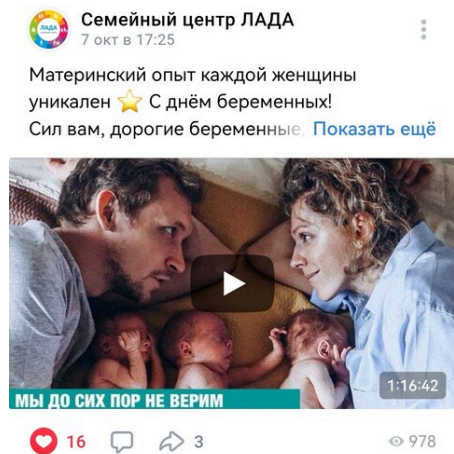 Семейный центр ЛАДА
ЛАДА
7 окт в 17:25
Материнский опыт каждой женщины
уникален ⭐ С днём беременных!
Сил вам, дорогие беременные Показать ещё
МЫ ДО СИХ ПОР НЕ ВЕРИМ
1:16:42
16 3 978